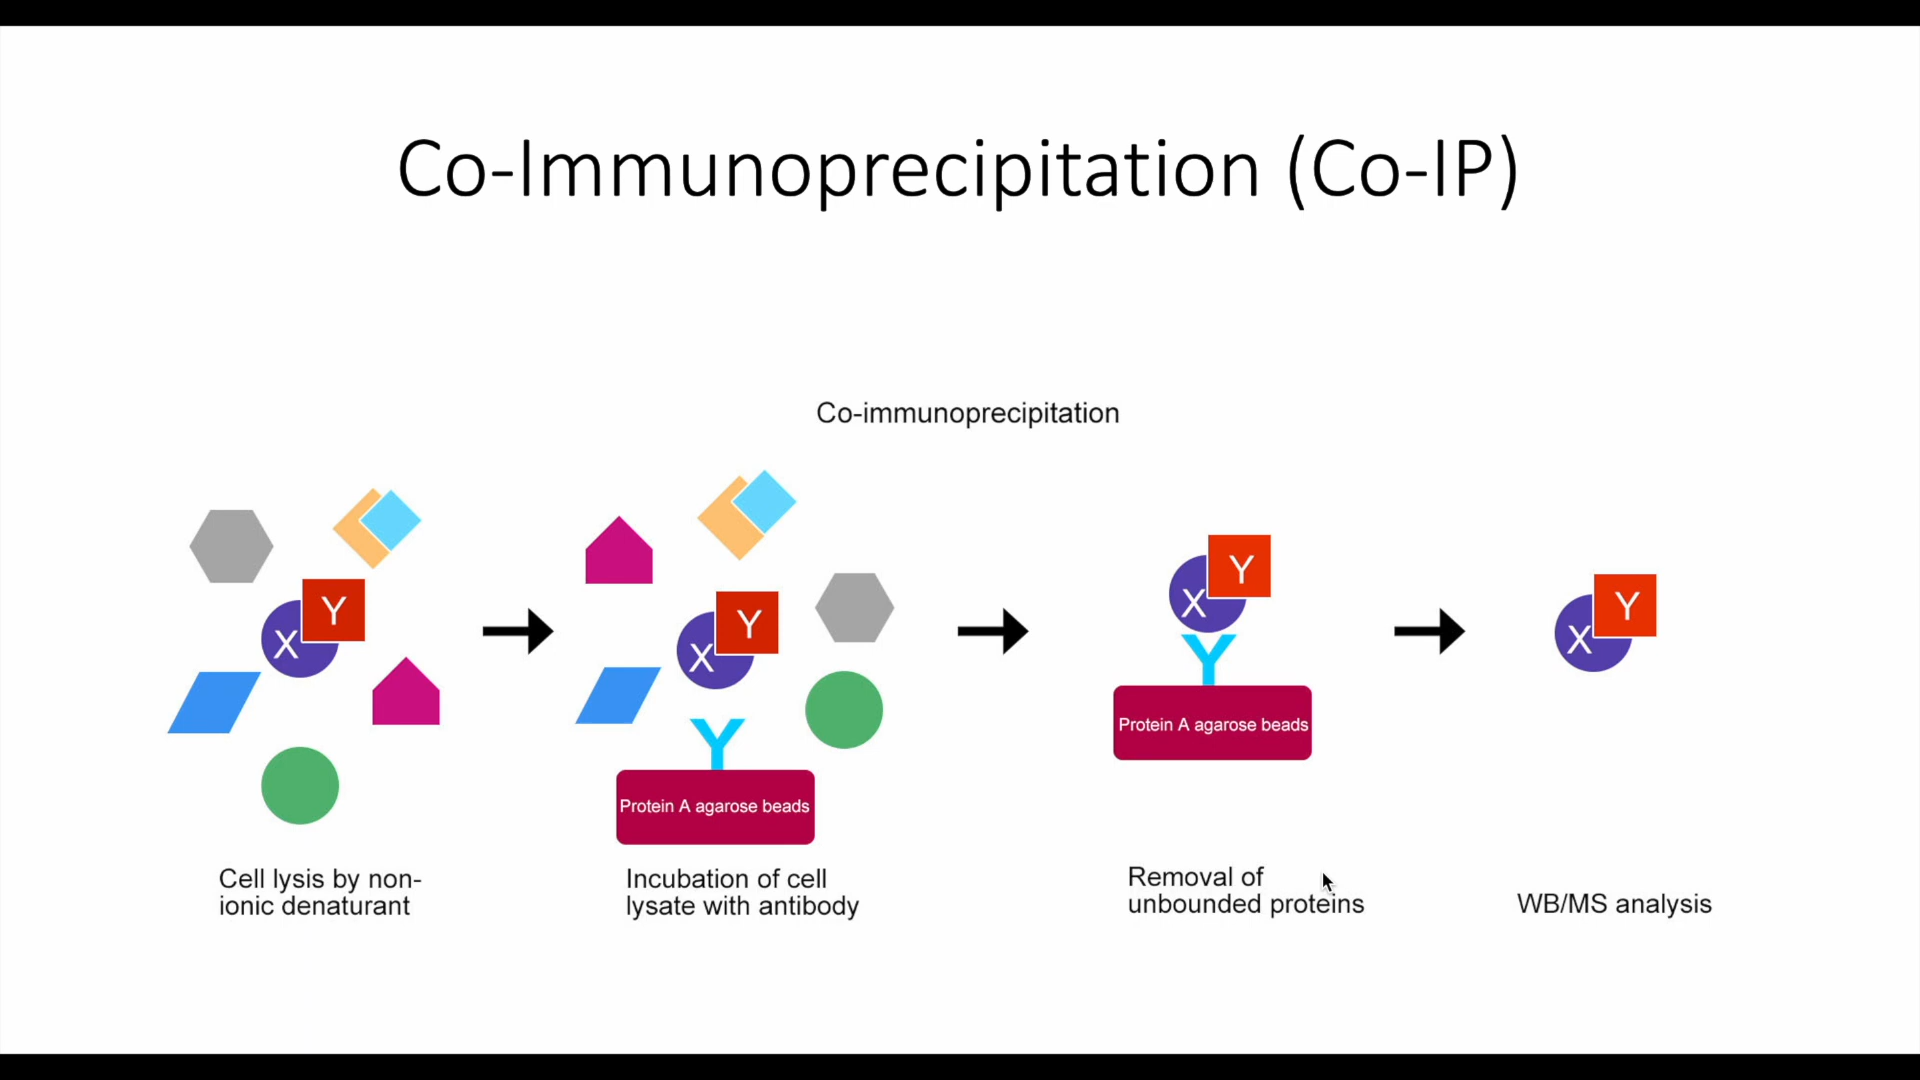 Co-Immunoprecipitation (Co-IP)
Co-immunoprecipitation
Y
X
Y
X
Protein A agarose beads
Y
X
Protein A agarose beads
Y
X
Cell lysis by non-
ionic denaturant
Incubation of cell
lysate with antibody
Removal of
unbounded proteins
WB/MS analysis